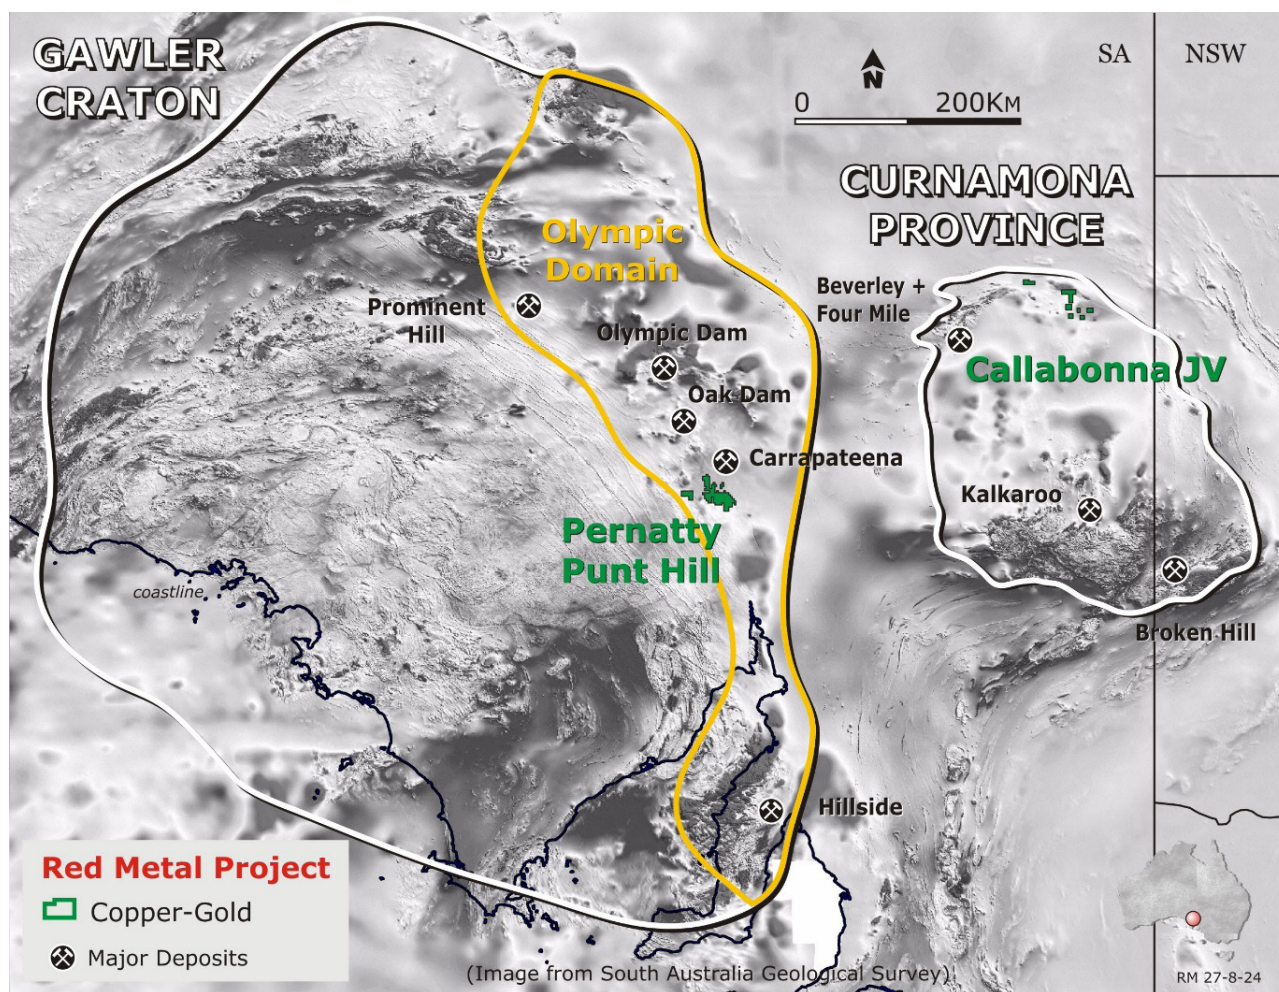 GAWLER
CRATON
SA
NSW
N
0
200KM
CURNAMONA
PROVINCE
Olympic
Domain
Beverley +
Four Mile
Prominent
Hill
Olympic Dam
Callabonna JV
Oak Dam
Carrapateena
Kalkaroo
Pernatty
Punt Hill
coastline
Broken Hill
Hillside
Red Metal Project
Copper-Gold
Major Deposits
(Image from South Australia Geological Survey)
RM 27-8-24